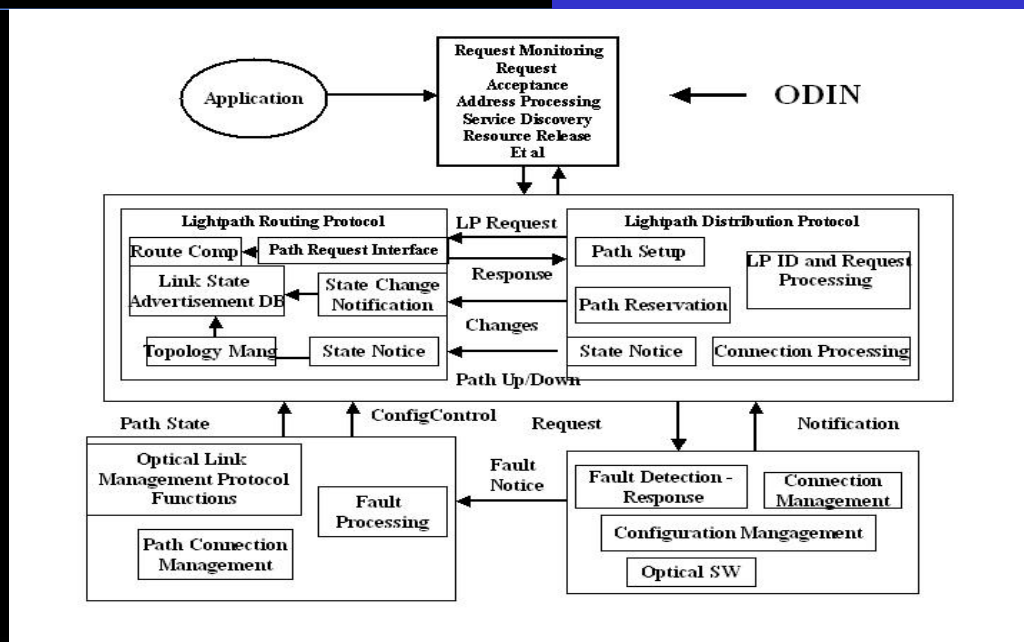 Request Monitoring
Request
Acceptance
Address Processing
Service Discovery
Resource Release
Et al
Application
ODIN
Lightpath Routing Protocol
Route Comp
Path Request Interface
Link State
Advertisement DB
State Change
Notification
Topology Mang
State Notice
LP Request
Response
Changes
Path Up/Down
Lightpath Distribution Protocol
Path Setup
LP ID and Request
Processing
Path Reservation
State Notice
Connection Processing
Path State
ConfigControl
Request
Notification
Optical Link
Management Protocol
Functions
Fault
Processing
Path Connection
Management
Fault
Notice
Fault Detection -
Response
Connection
Management
Configuration Mangagement
Optical SW